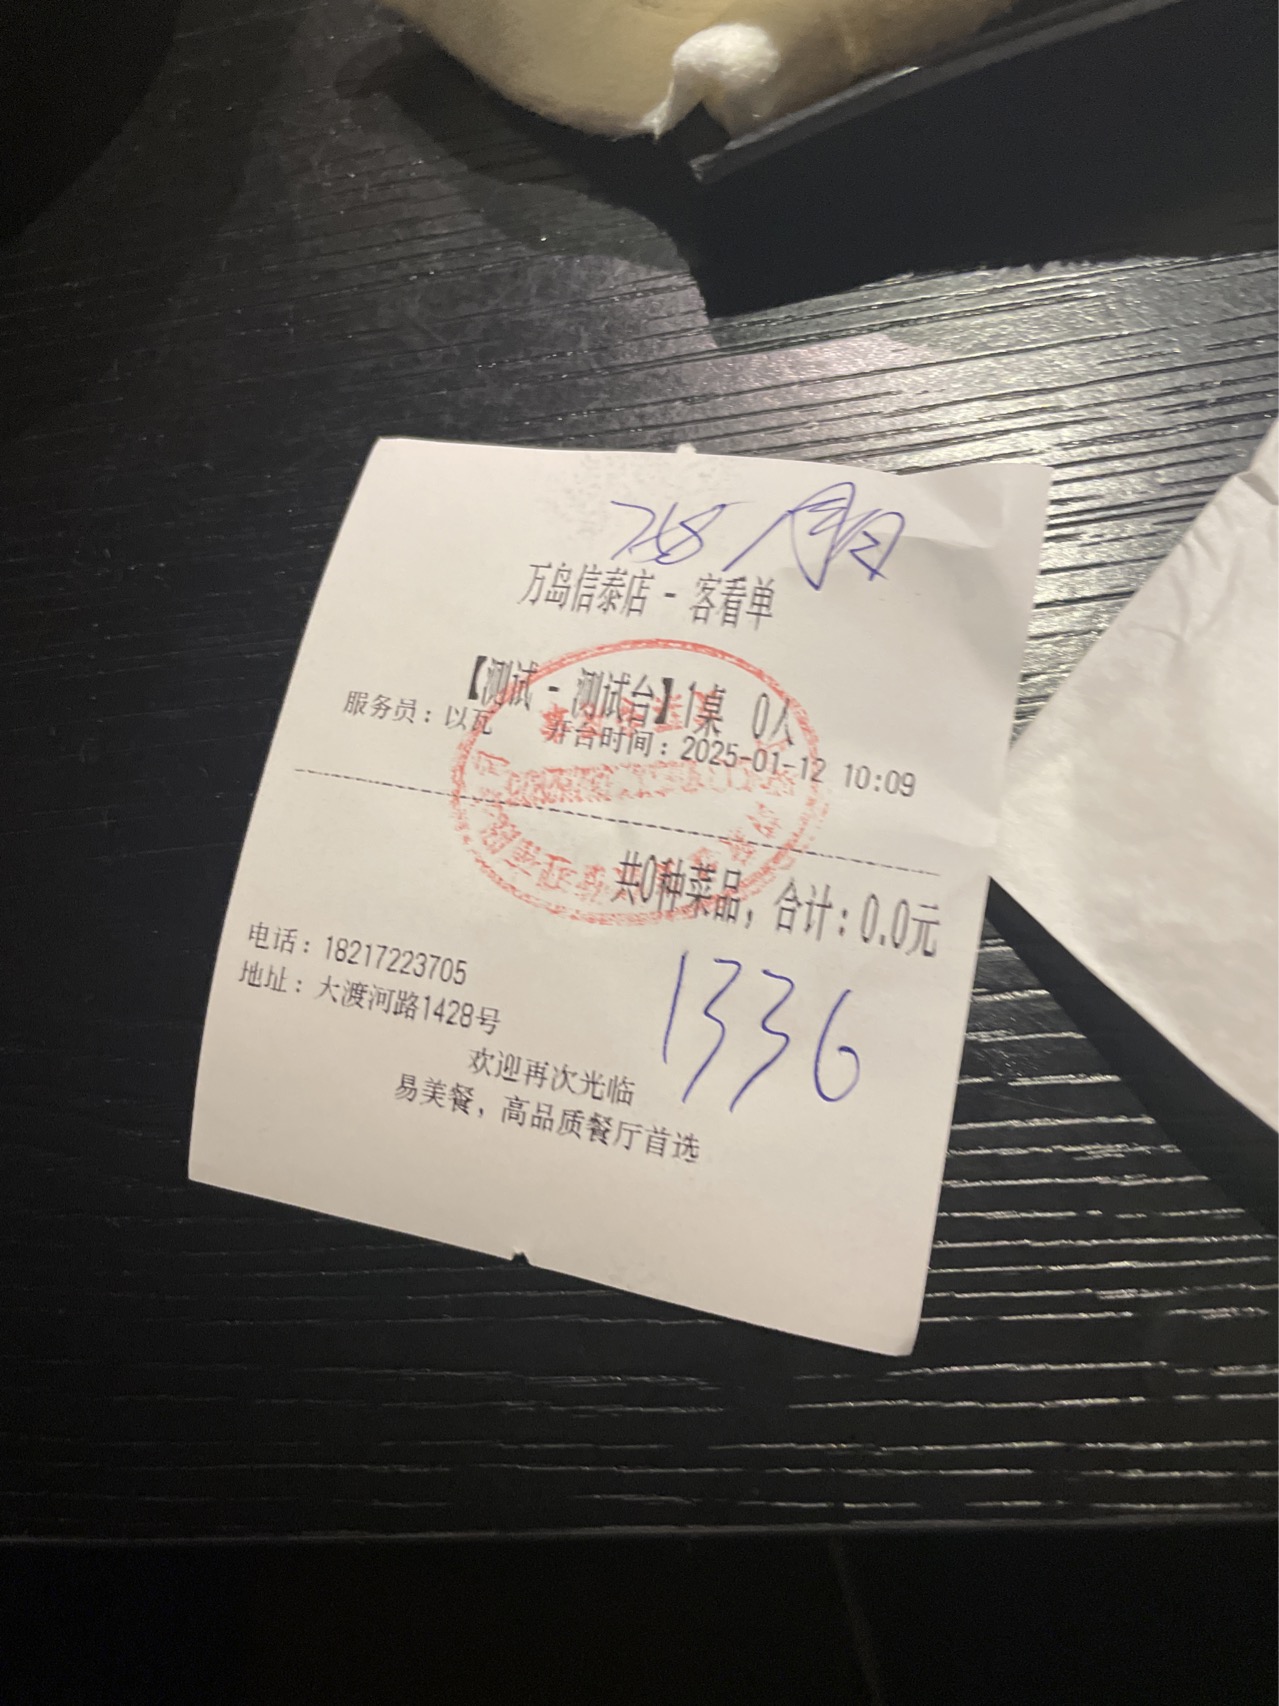 万岛信泰店 - 客看单
【测试 - 测试台】1桌 0人
服务员：以瓦 开台时间：2025-01-12 10:09
共0种菜品，合计：0.0元
电话：18217223705
1336
地址：大渡河路1428号
欢迎再次光临
易美餐，高品质餐厅首选